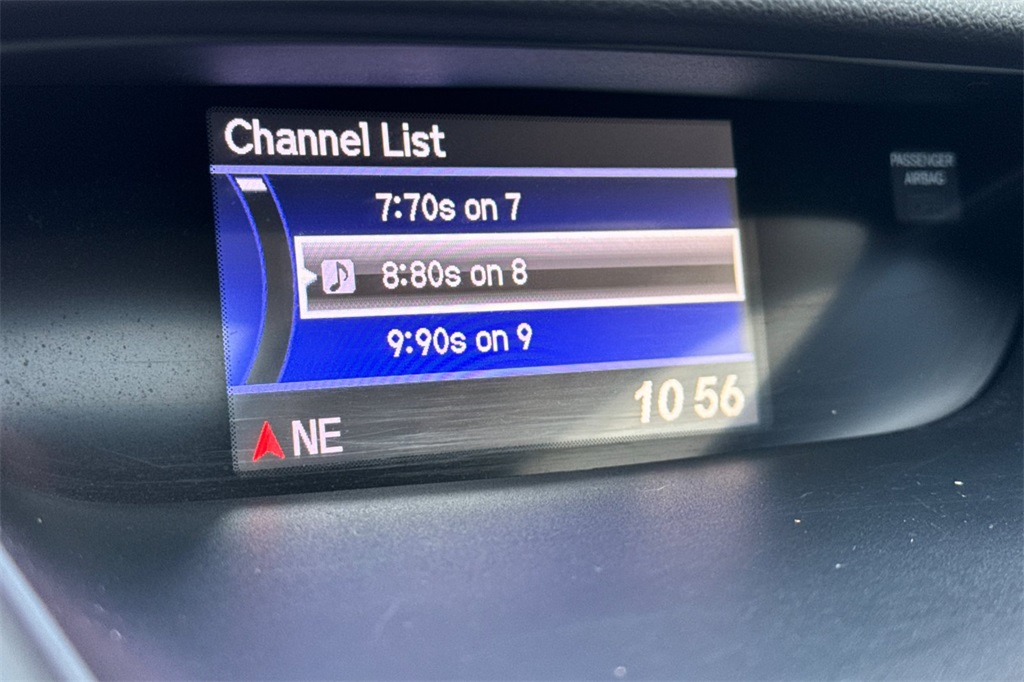 Channel List
7:70s on 7
8:80s on 8
9:90s on 9
NE
10 56
PASSENGER
AIRBAG